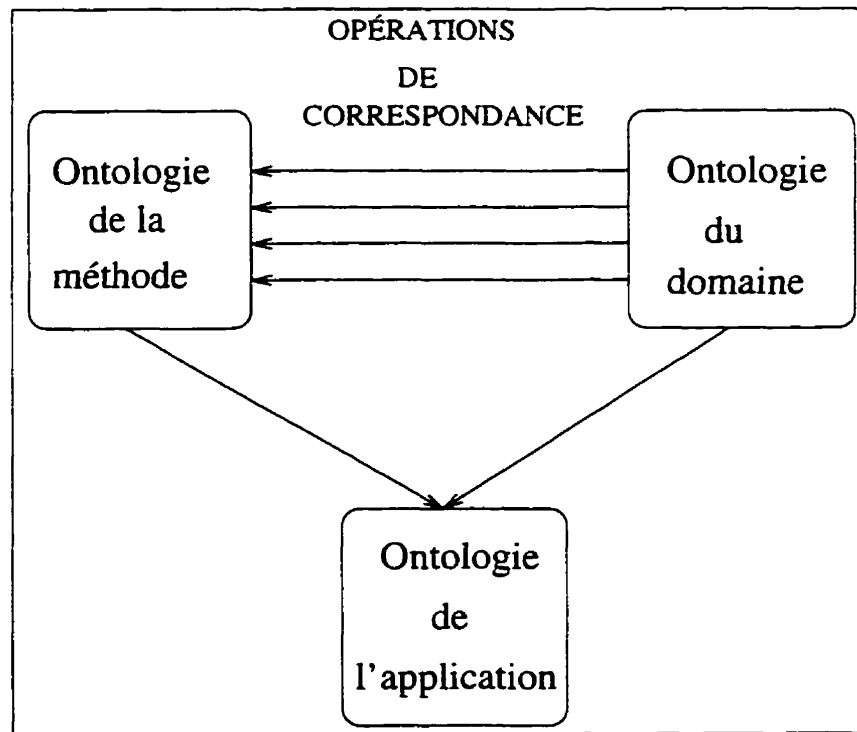 OPÉRATIONS
DE
CORRESPONDANCE
Ontologie
de la
méthode
Ontologie
du
domaine
Ontologie
de
l'application